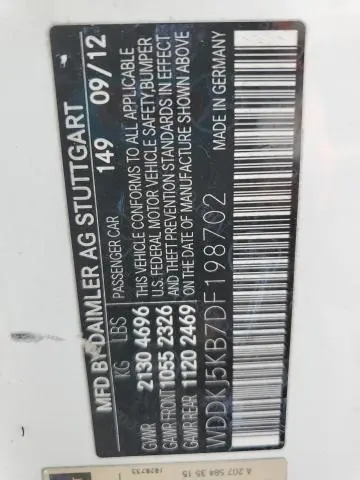 MFD BY DAIMLER AG STUTTGART
149 09/12
KG LBS
PASSENGER CAR
GVWR 2130 4696
GAWR FRONT 1055 2326
GAWR REAR 1120 2469
THIS VEHICLE CONFORMS TO ALL APPLICABLE
U.S. FEDERAL MOTOR VEHICLE SAFETY,BUMPER
AND THEFT PREVENTION STANDARDS IN EFFECT
ON THE DATE OF MANUFACTURE SHOWN ABOVE
MADE IN GERMANY
WDDKJ5KB7DF198702
A 207 584 35 15